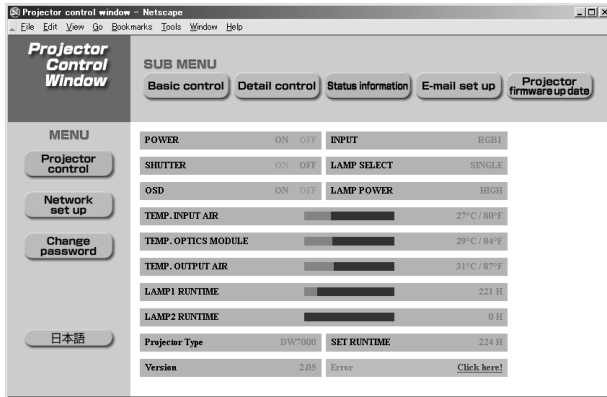 Projector control window - Netscape
File Edit View Go Bookmarks Tools Window Help
Projector
Control
Window
SUB MENU
Basic control
Detail control
Status information
E-mail set up
Projector
firmware up date
MENU
Projector
control
Network
set up
Change
password
日本語
POWER ON OFF INPUT RGB1
SHUTTER ON OFF LAMP SELECT SINGLE
OSD ON OFF LAMP POWER HIGH
TEMP. INPUT AIR 27°C / 80°F
TEMP. OPTICS MODULE 29°C / 84°F
TEMP. OUTPUT AIR 31°C / 87°F
LAMP1 RUNTIME 221 H
LAMP2 RUNTIME 0 H
Projector Type DW7000 SET RUNTIME 224 H
Version 2.05 Error Click here!